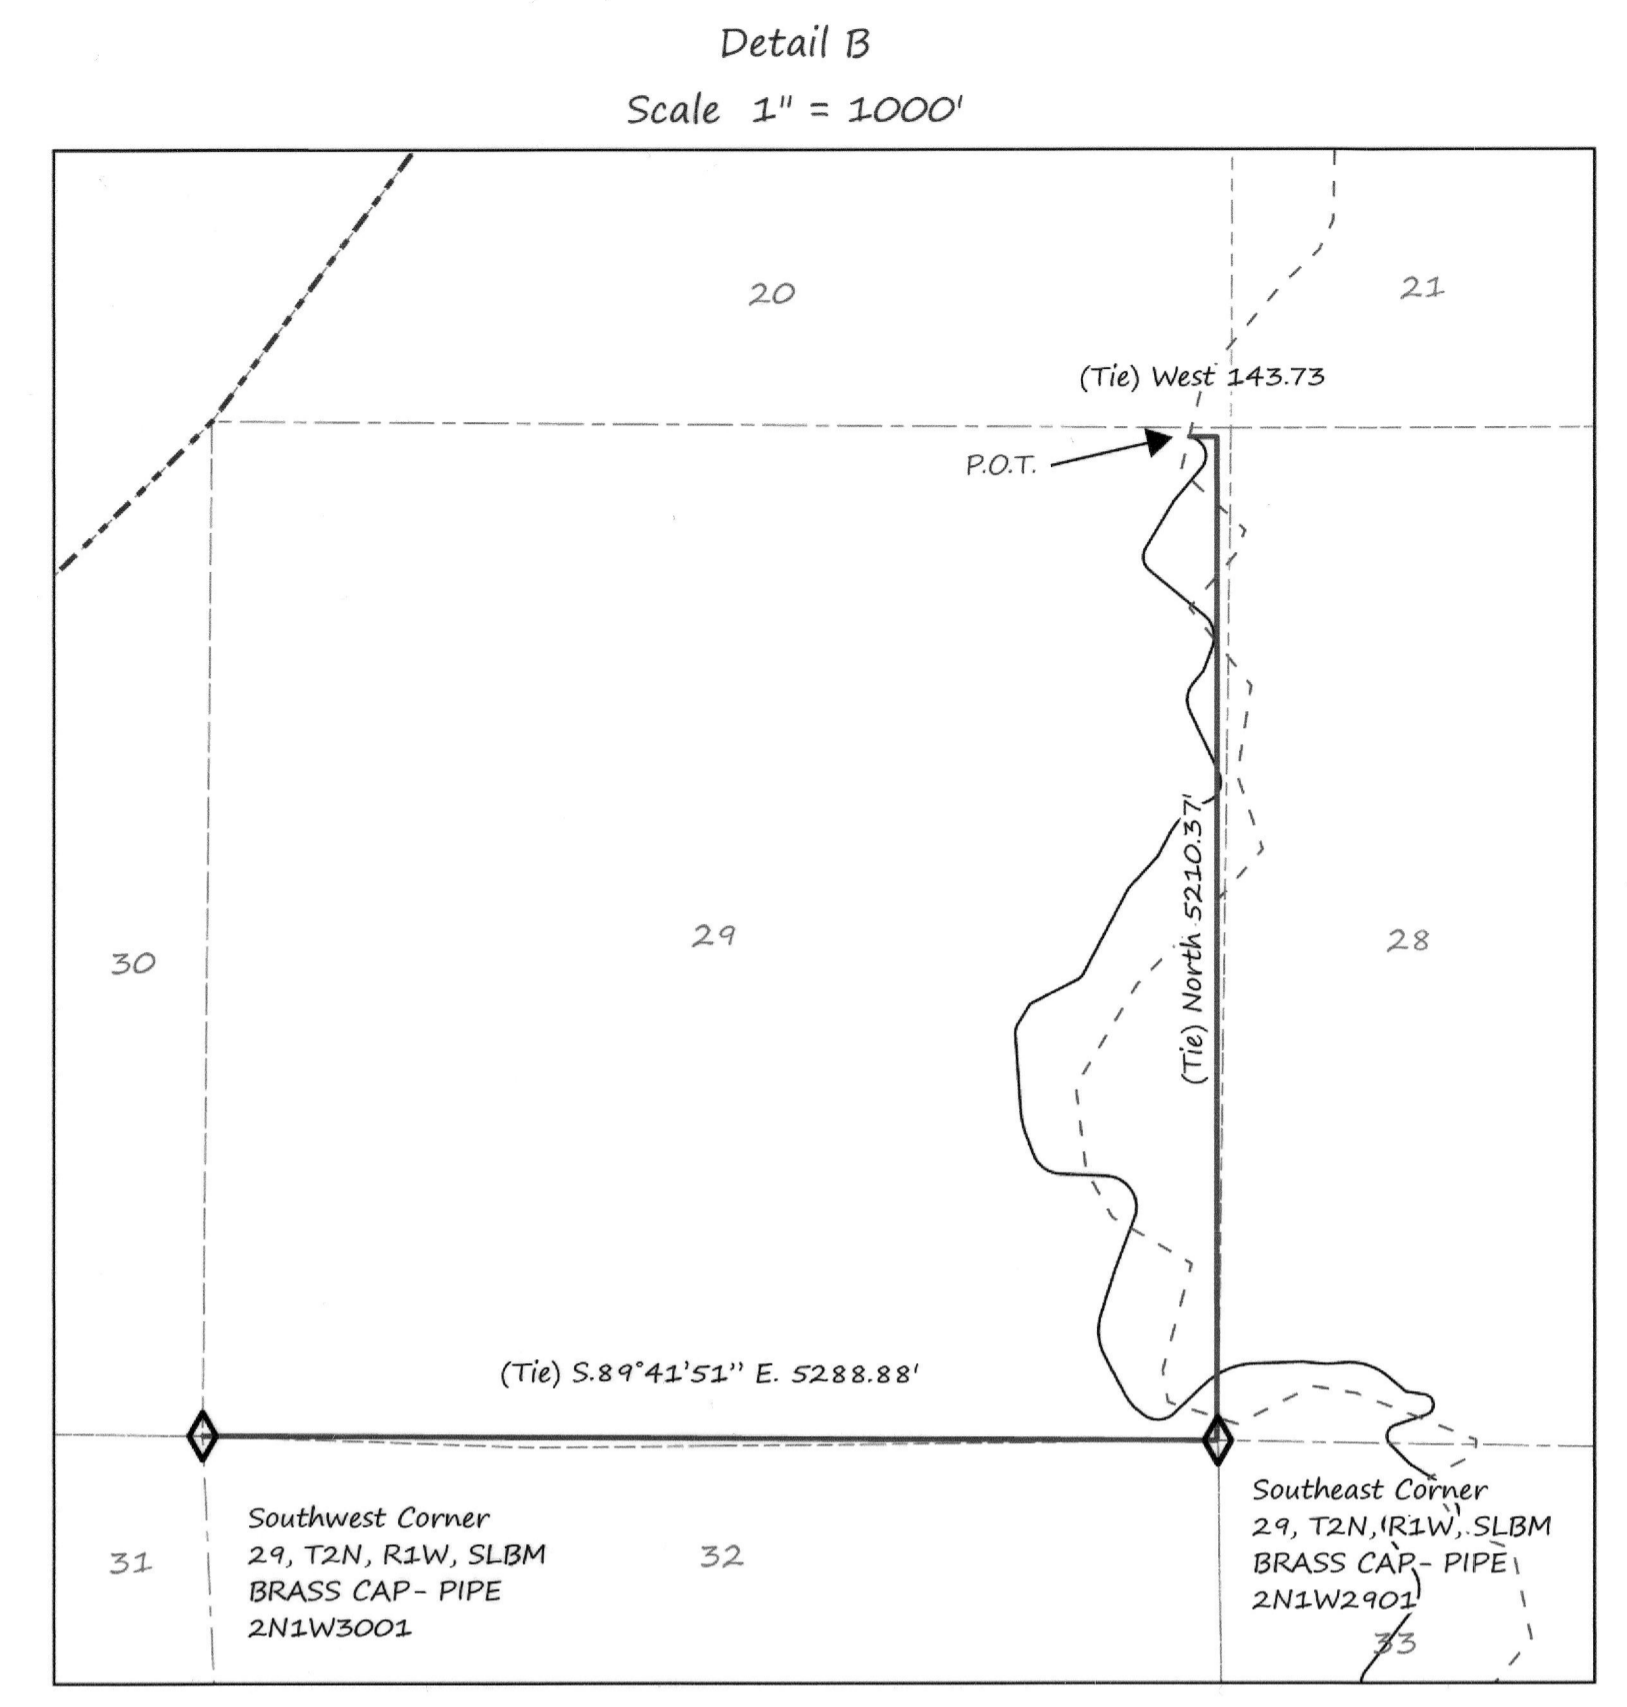 Detail B
Scale 1" = 1000'
20
21
(Tie) West 143.73
P.O.T.
(Tie) North 5210.37'
29
28
30
(Tie) S.89°41'51” E. 5288.88'
Southwest Corner
29, T2N, R1W, SLBM
BRASS CAP- PIPE
2N1W3001
31
32
Southeast Corner
29, T2N, R1W, SLBM
BRASS CAP- PIPE
2N1W2901
33